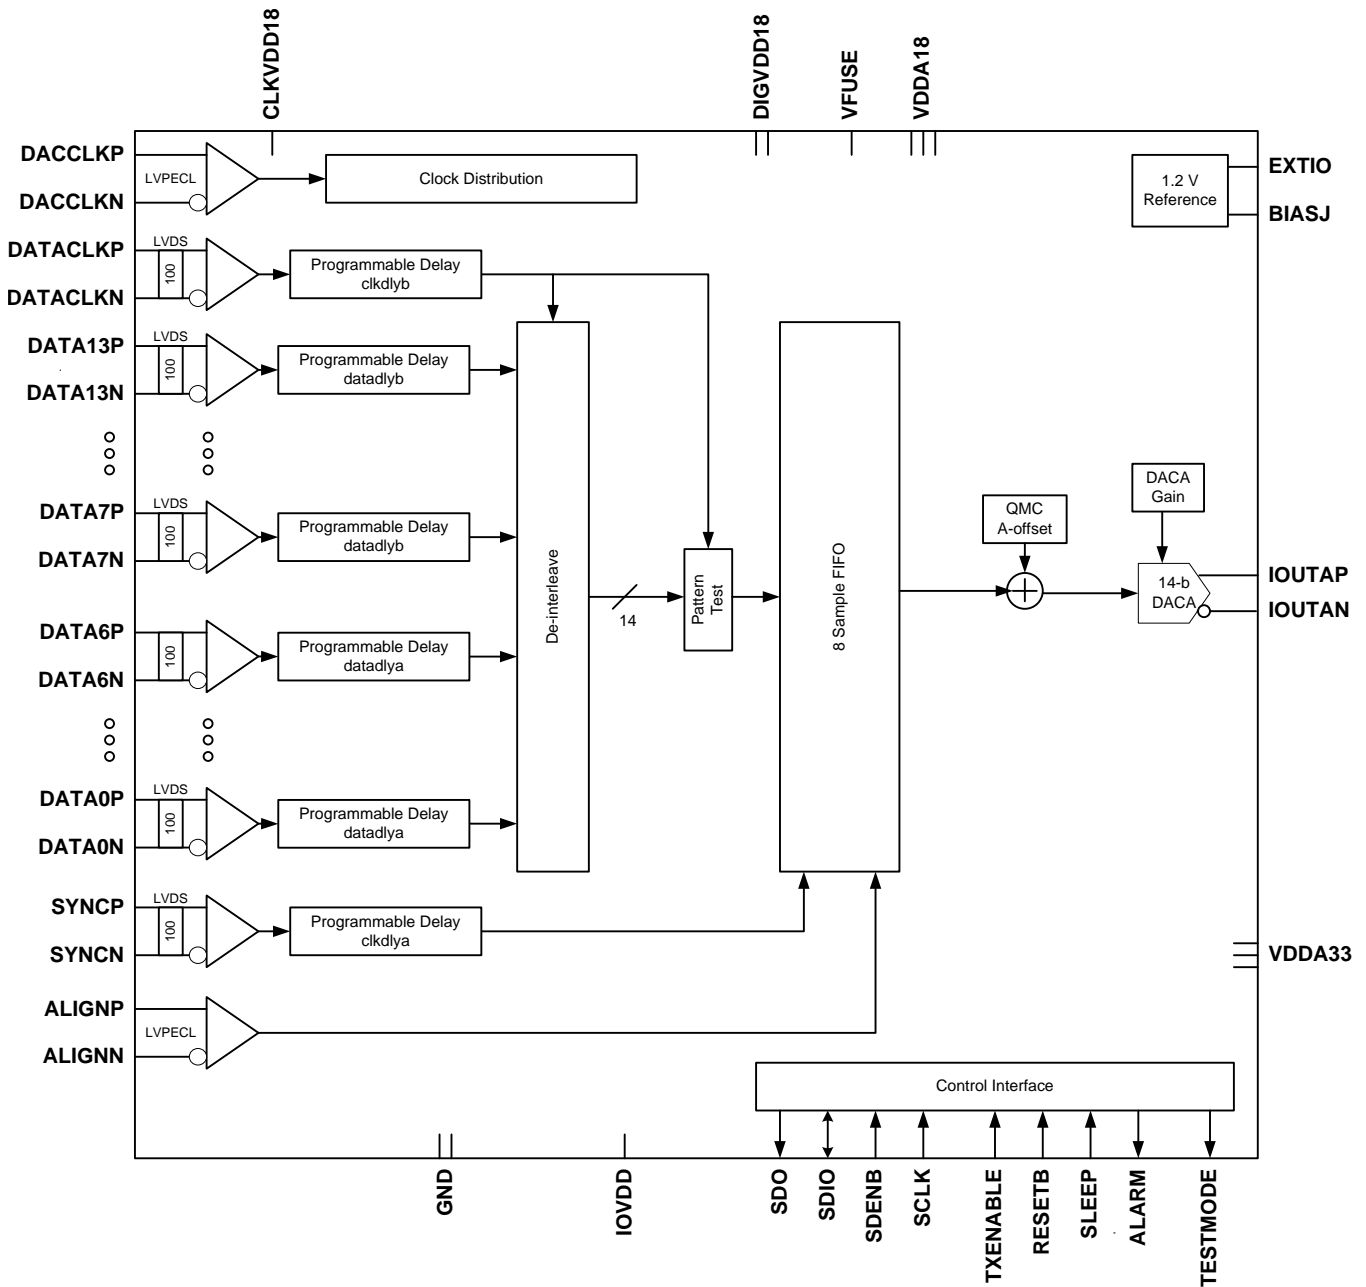 CLKVDD18
DIGVDD18
VFUSE
VDDA18
DACCLKP
LVPECL
DACCLKN
Clock Distribution
1.2 V
Reference
EXTIO
BIASJ
DATACLKP
LVDS
100
DATACLKN
Programmable Delay
clkdlyb
DATA13P
LVDS
100
DATA13N
Programmable Delay
datadlyb
DATA7P
LVDS
100
DATA7N
Programmable Delay
datadlyb
De-interleave
14
Pattern
Test
8 Sample FIFO
QMC
A-offset
DACA
Gain
14-b
DACA
IOUTAP
IOUTAN
DATA6P
100
DATA6N
Programmable Delay
datadlya
DATA0P
LVDS
100
DATA0N
Programmable Delay
datadlya
SYNCP
LVDS
100
SYNCN
Programmable Delay
clkdlya
VDDA33
ALIGNP
LVPECL
ALIGNN
Control Interface
GND
IOVDD
SDO
SDIO
SDENB
SCLK
TXENABLE
RESETB
SLEEP
ALARM
TESTMODE